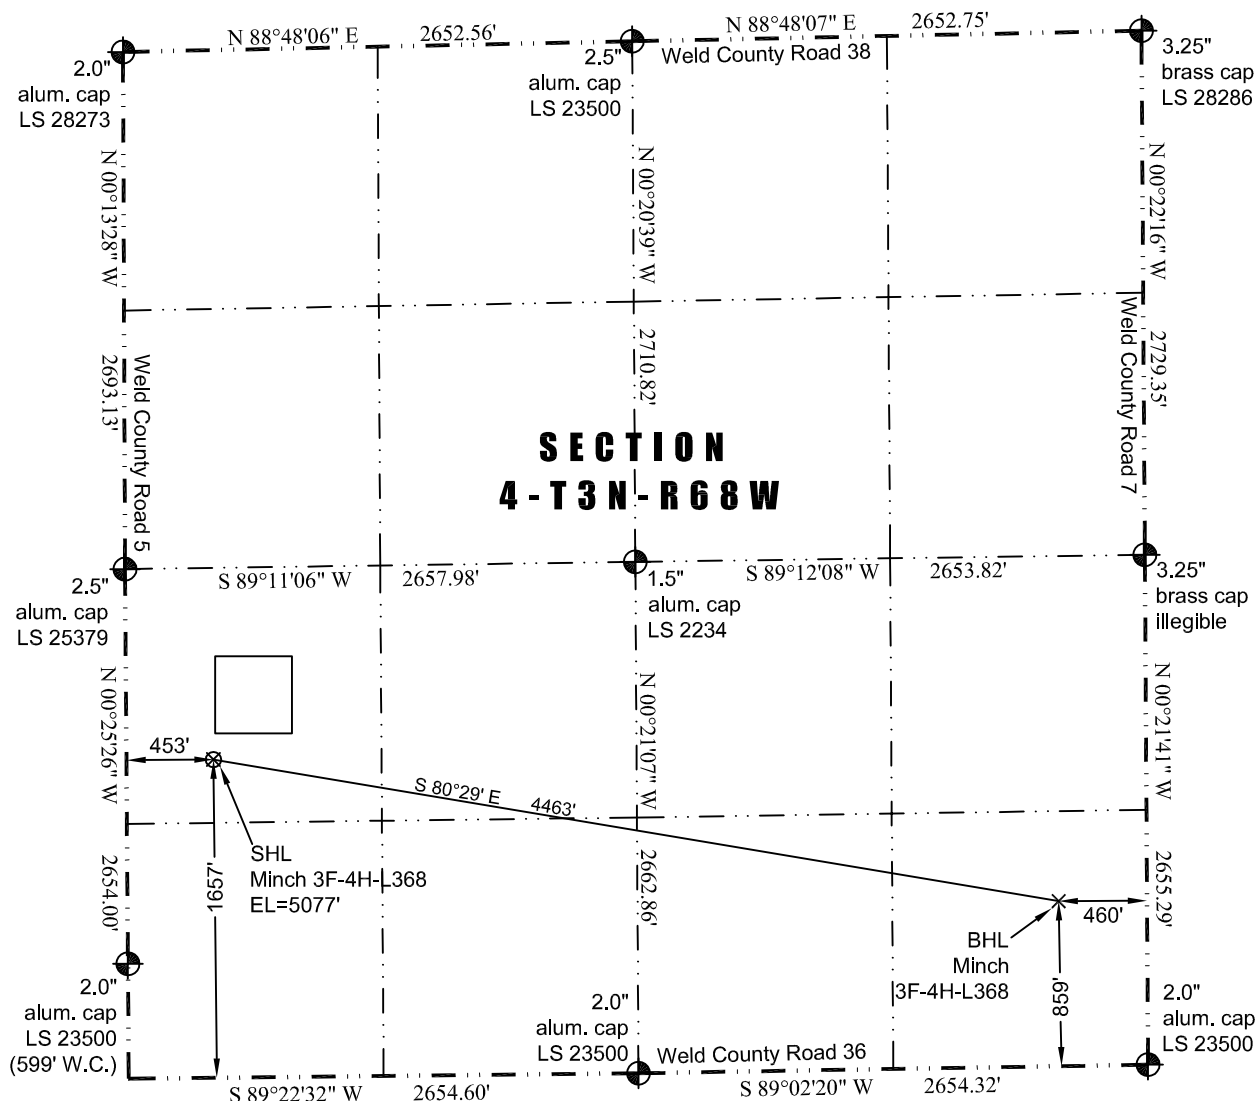 N 88°48'06" E
2652.56'
N 88°48'07" E
2652.75'
Weld County Road 38
2.0"
alum. cap
LS 28273
2.5"
alum. cap
LS 23500
3.25"
brass cap
LS 28286
N 00°13'28" W
2693.13'
Weld County Road 5
N 00°20'39" W
2710.82'
N 00°22'16" W
2729.35'
Weld County Road 7
SECTION
4-T3N-R68W
2.5"
alum. cap
LS 25379
S 89°11'06" W
2657.98'
1.5"
alum. cap
LS 2234
S 89°12'08" W
2653.82'
3.25"
brass cap
illegible
N 00°25'26" W
2654.00'
N 00°21'07" W
2662.86'
N 00°21'41" W
2655.29'
453'
S 80°29' E
4463'
SHL
Minch 3F-4H-L368
EL=5077'
1657'
460'
BHL
Minch
3F-4H-L368
859'
2.0"
alum. cap
LS 23500
(599' W.C.)
2.0"
alum. cap
LS 23500
2.0"
alum. cap
LS 23500
Weld County Road 36
S 89°22'32" W
2654.60'
S 89°02'20" W
2654.32'